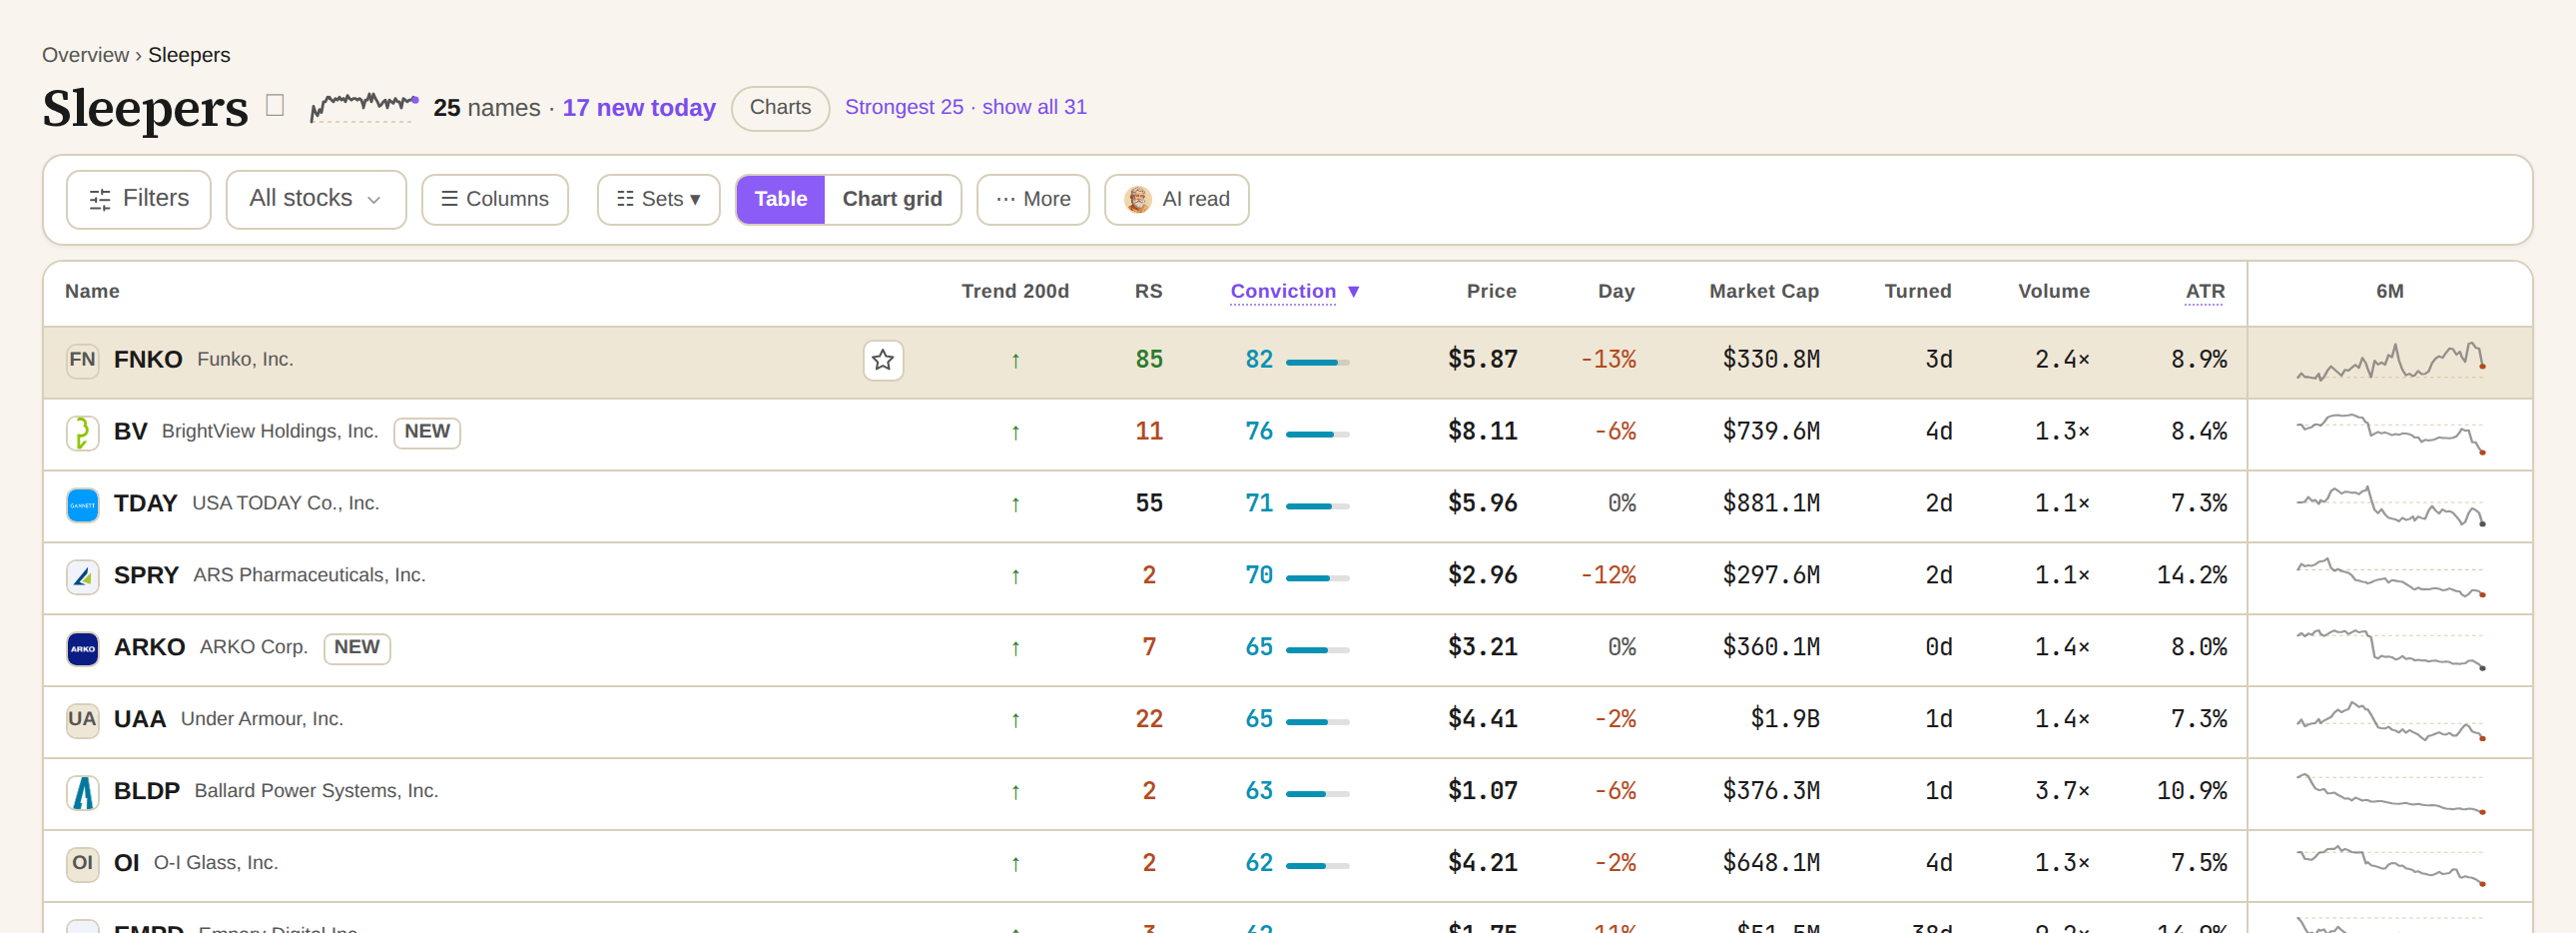 Overview › Sleepers
Sleepers 25 names · 17 new today Charts Strongest 25 · show all 31
Filters All stocks Columns Sets ▾ Table Chart grid ⋯ More AI read
Name Trend 200d RS Conviction ▼ Price Day Market Cap Turned Volume ATR 6M
FN FNKO Funko, Inc. ↑ 85 82 $5.87 -13% $330.8M 3d 2.4× 8.9%
BV BrightView Holdings, Inc. NEW ↑ 11 76 $8.11 -6% $739.6M 4d 1.3× 8.4%
GANNETT TDAY USA TODAY Co., Inc. ↑ 55 71 $5.96 0% $881.1M 2d 1.1× 7.3%
SPRY ARS Pharmaceuticals, Inc. ↑ 2 70 $2.96 -12% $297.6M 2d 1.1× 14.2%
ARKO ARKO ARKO Corp. NEW ↑ 7 65 $3.21 0% $360.1M 0d 1.4× 8.0%
UA UAA Under Armour, Inc. ↑ 22 65 $4.41 -2% $1.9B 1d 1.4× 7.3%
BLDP Ballard Power Systems, Inc. ↑ 2 63 $1.07 -6% $376.3M 1d 3.7× 10.9%
OI OI O-I Glass, Inc. ↑ 2 62 $4.21 -2% $648.1M 4d 1.3× 7.5%